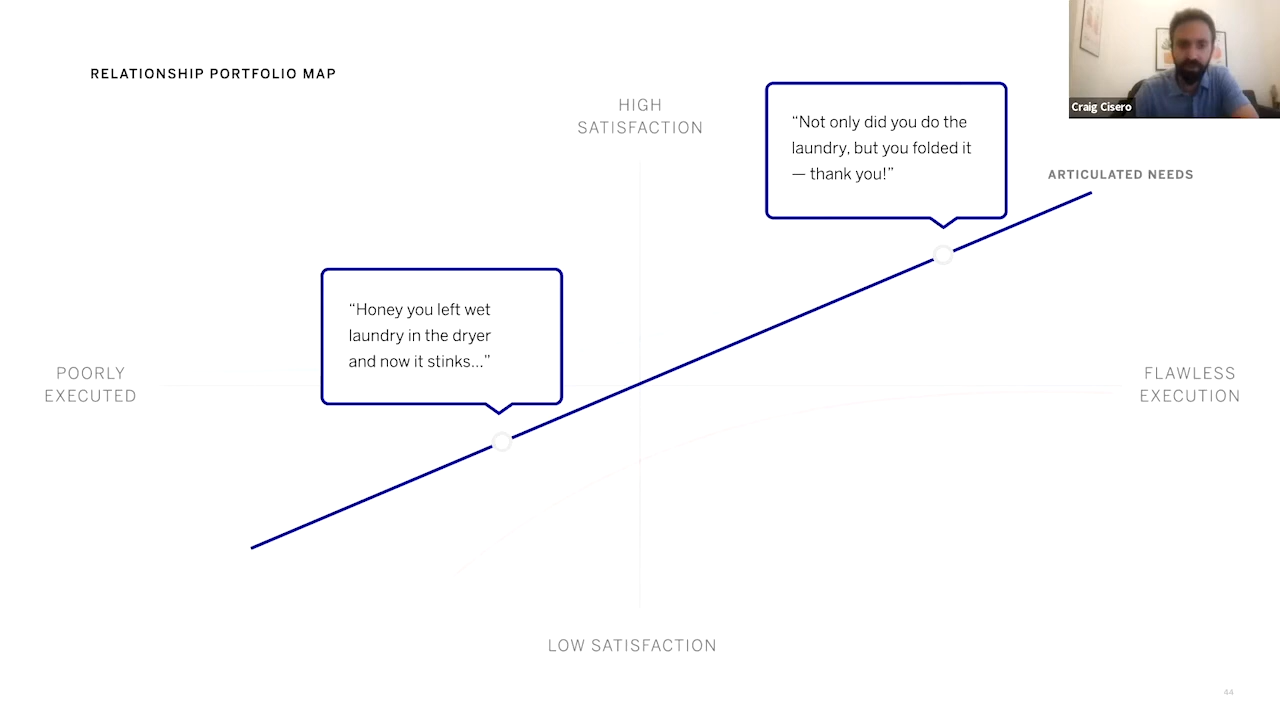 RELATIONSHIP PORTFOLIO MAP
HIGH
SATISFACTION
“Not only did you do the
laundry, but you folded it
— thank you!”
Craig Cisero
ARTICULATED NEEDS
“Honey you left wet
laundry in the dryer
and now it stinks...”
POORLY
EXECUTED
FLAWLESS
EXECUTION
LOW SATISFACTION
44